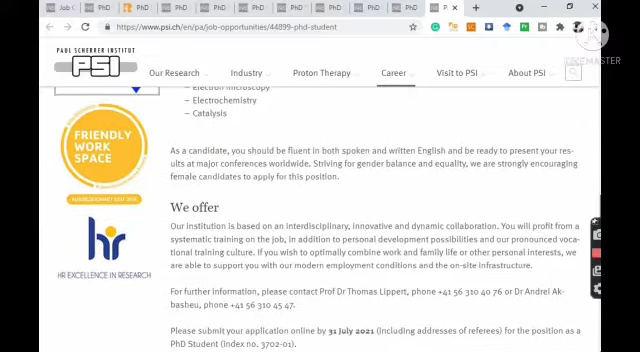 Job
PhD
PhD
PhD
PhD
PhD
PhD
PhD
PhD
https://www.psi.ch/en/pa/job-opportunities/44899-phd-student
PAUL SCHERRER INSTITUT
PSI
Our Research
Industry
Proton Therapy
Career
Visit to PSI
About PSI
KINEMASTER
– Electron microscopy
– Electrochemistry
– Catalysis
FRIENDLY
WORK
SPACE
HR EXCELLENCE IN RESEARCH
As a candidate, you should be fluent in both spoken and written English and be ready to present your res-
ults at major conferences worldwide. Striving for gender balance and equality, we are strongly encouraging
female candidates to apply for this position.
We offer
Our institution is based on an interdisciplinary, innovative and dynamic collaboration. You will profit from a
systematic training on the job, in addition to personal development possibilities and our pronounced voca-
tional training culture. If you wish to optimally combine work and family life or other personal interests, we
are able to support you with our modern employment conditions and the on-site infrastructure.
For further information, please contact Prof Dr Thomas Lippert, phone +41 56 310 40 76 or Dr Andrei Ak-
basheu, phone +41 56 310 45 47.
Please submit your application online by 31 July 2021 (including addresses of referees) for the position as a
PhD Student (index no. 3702-01).